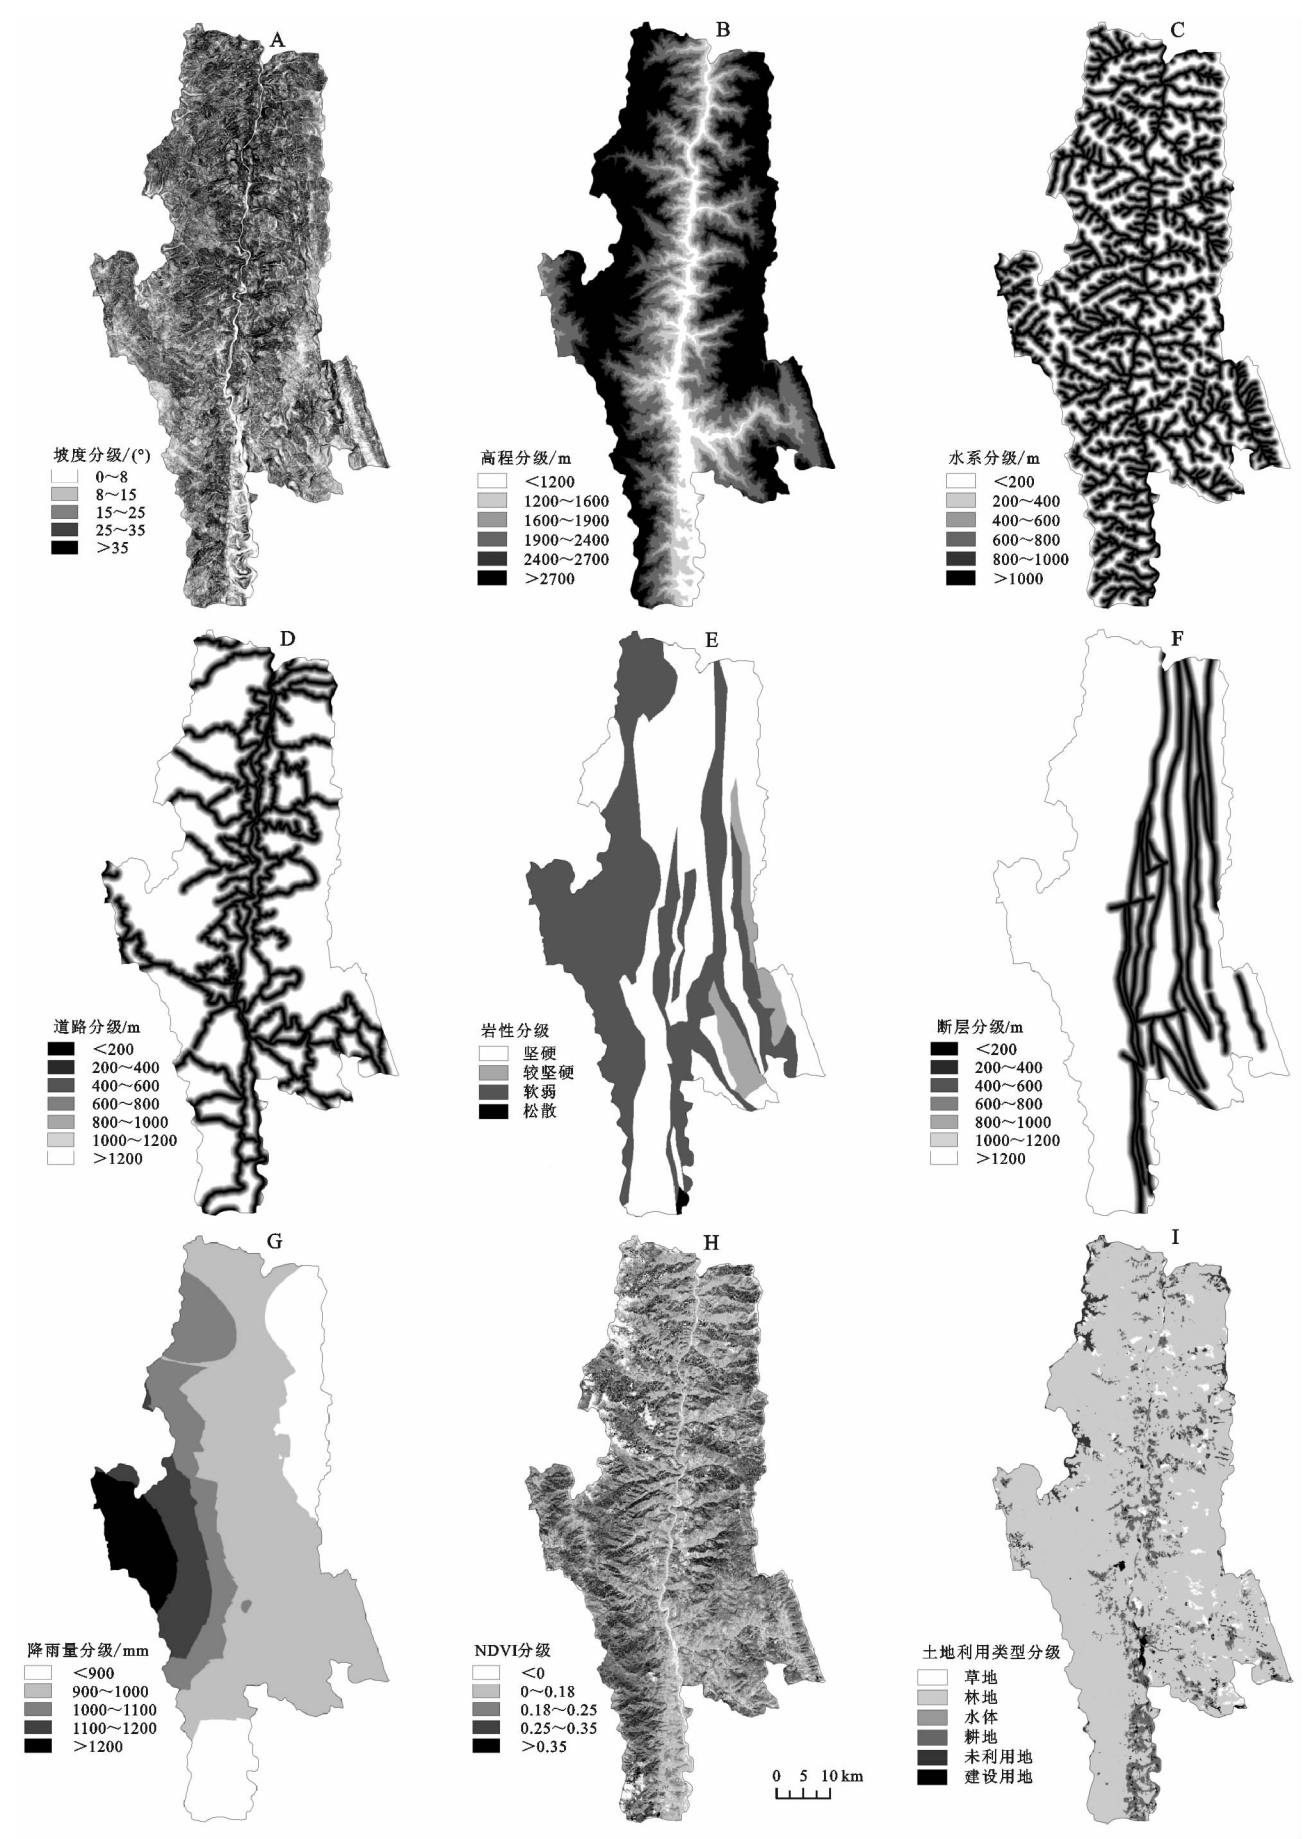 A
坡度分级/(°)
0～8
8～15
15～25
25～35
＞35
B
高程分级/m
＜1200
1200～1600
1600～1900
1900～2400
2400～2700
＞2700
C
水系分级/m
＜200
200～400
400～600
600～800
800～1000
＞1000
D
道路分级/m
＜200
200～400
400～600
600～800
800～1000
1000～1200
＞1200
E
岩性分级
坚硬
较坚硬
软弱
松散
F
断层分级/m
＜200
200～400
400～600
600～800
800～1000
1000～1200
＞1200
G
降雨量分级/mm
＜900
900～1000
1000～1100
1100～1200
＞1200
H
NDVI分级
＜0
0～0.18
0.18～0.25
0.25～0.35
＞0.35
0 5 10 km
I
土地利用类型分级
草地
林地
水体
耕地
未利用地
建设用地